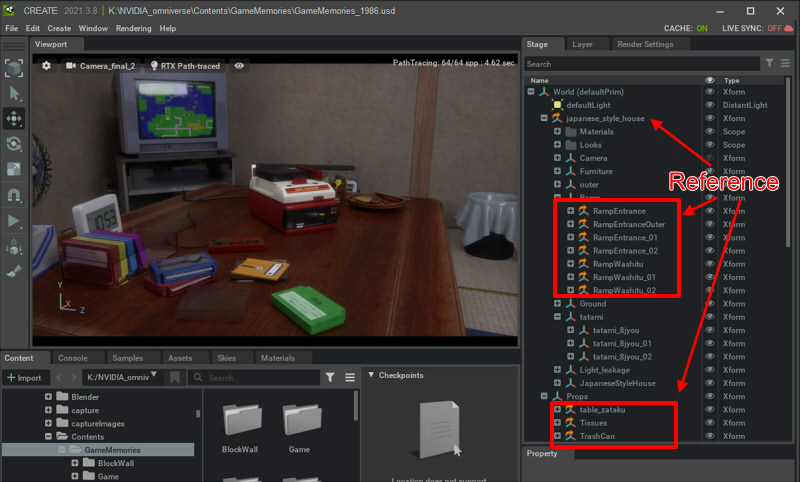 CREATE 2021.3.8 | K:\NVIDIA_omniverse\Contents\GameMemories\GameMemories_1986.usd
File Edit Create Window Rendering Help
CACHE: ON LIVE SYNC: OFF
Viewport
Camera_final_2
RTX Path-traced
PathTracing: 64/64 spp : 4.62 sec
10:53
Stage Layer Render Settings
Search
Name Type
World (defaultPrim) Xform
defaultLight DistantLight
japanese_style_house Xform
Materials Scope
Looks Scope
Camera Xform
Furniture Xform
outer Xform
Reference
Xform
RampEntrance Xform
RampEntranceOuter Xform
RampEntrance_01 Xform
RampEntrance_02 Xform
RampWashitu Xform
RampWashitu_01 Xform
RampWashitu_02 Xform
Ground Xform
tatami Xform
tatami_8jyou Xform
tatami_8jyou_01 Xform
tatami_8jyou_02 Xform
Light_leakage Xform
JapaneseStyleHouse Xform
Props Xform
table_zataku Xform
Tissues Xform
TrashCan Xform
Property
Content Console Samples Assets Skies Materials
+ Import
K:/NVIDIA_omniv
Search
Blender
capture
captureImages
Contents
GameMemories
BlockWall
Game
BlockWall
Game
Checkpoints
Location does not support